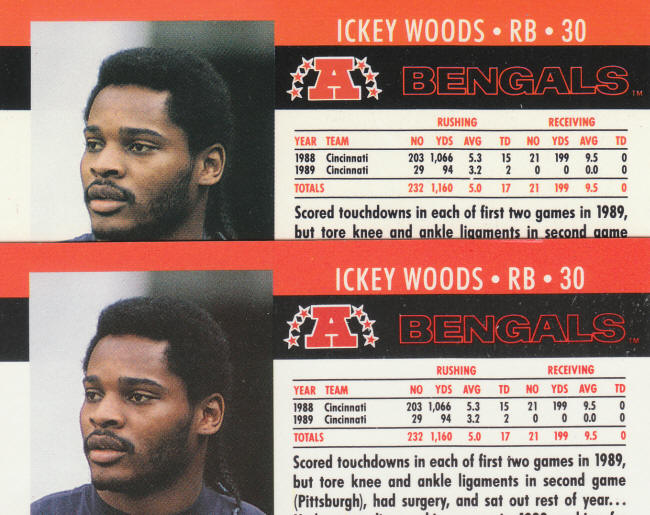 ICKEY WOODS • RB • 30
A BENGALS™
RUSHING RECEIVING
YEAR TEAM NO YDS AVG TD NO YDS AVG TD
1988 Cincinnati 203 1,066 5.3 15 21 199 9.5 0
1989 Cincinnati 29 94 3.2 2 0 0 0.0 0
TOTALS 232 1,160 5.0 17 21 199 9.5 0
Scored touchdowns in each of first two games in 1989,
but tore knee and ankle ligaments in second game
ICKEY WOODS • RB • 30
A BENGALS™
RUSHING RECEIVING
YEAR TEAM NO YDS AVG TD NO YDS AVG TD
1988 Cincinnati 203 1,066 5.3 15 21 199 9.5 0
1989 Cincinnati 29 94 3.2 2 0 0 0.0 0
TOTALS 232 1,160 5.0 17 21 199 9.5 0
Scored touchdowns in each of first two games in 1989,
but tore knee and ankle ligaments in second game
(Pittsburgh), had surgery, and sat out rest of year...